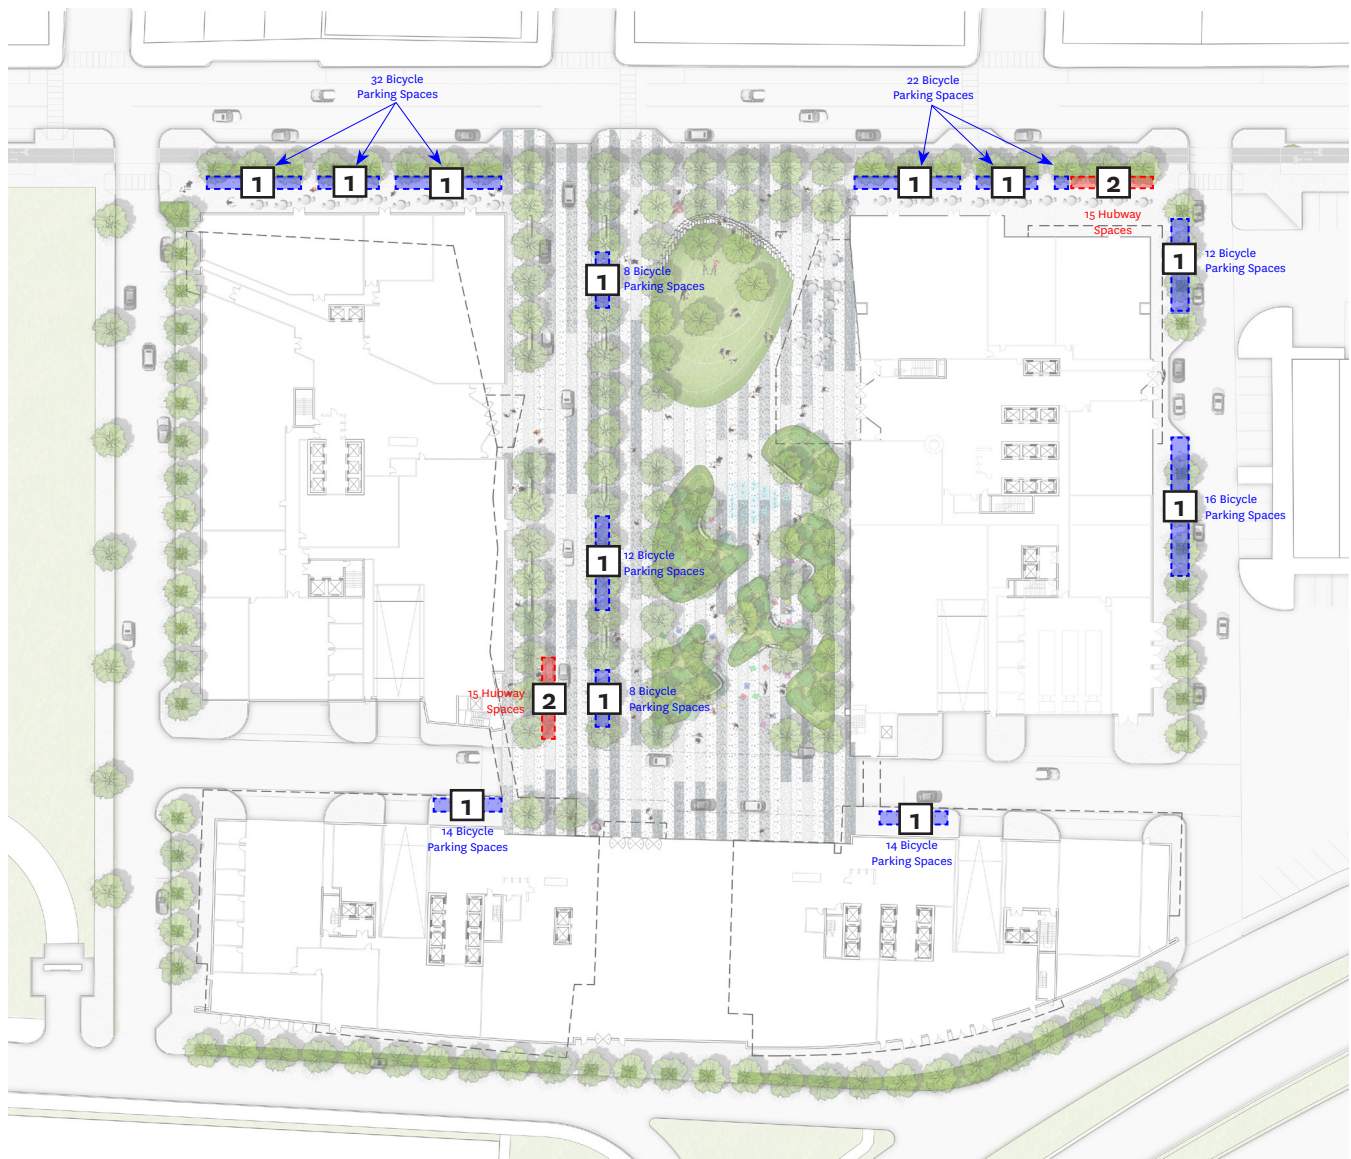 32 Bicycle
Parking Spaces
22 Bicycle
Parking Spaces
1
1
1
1
1
2
15 Hubway
Spaces
1
12 Bicycle
Parking Spaces
1
8 Bicycle
Parking Spaces
1
16 Bicycle
Parking Spaces
1
12 Bicycle
Parking Spaces
15 Hubway
Spaces
2
1
8 Bicycle
Parking Spaces
1
14 Bicycle
Parking Spaces
1
14 Bicycle
Parking Spaces